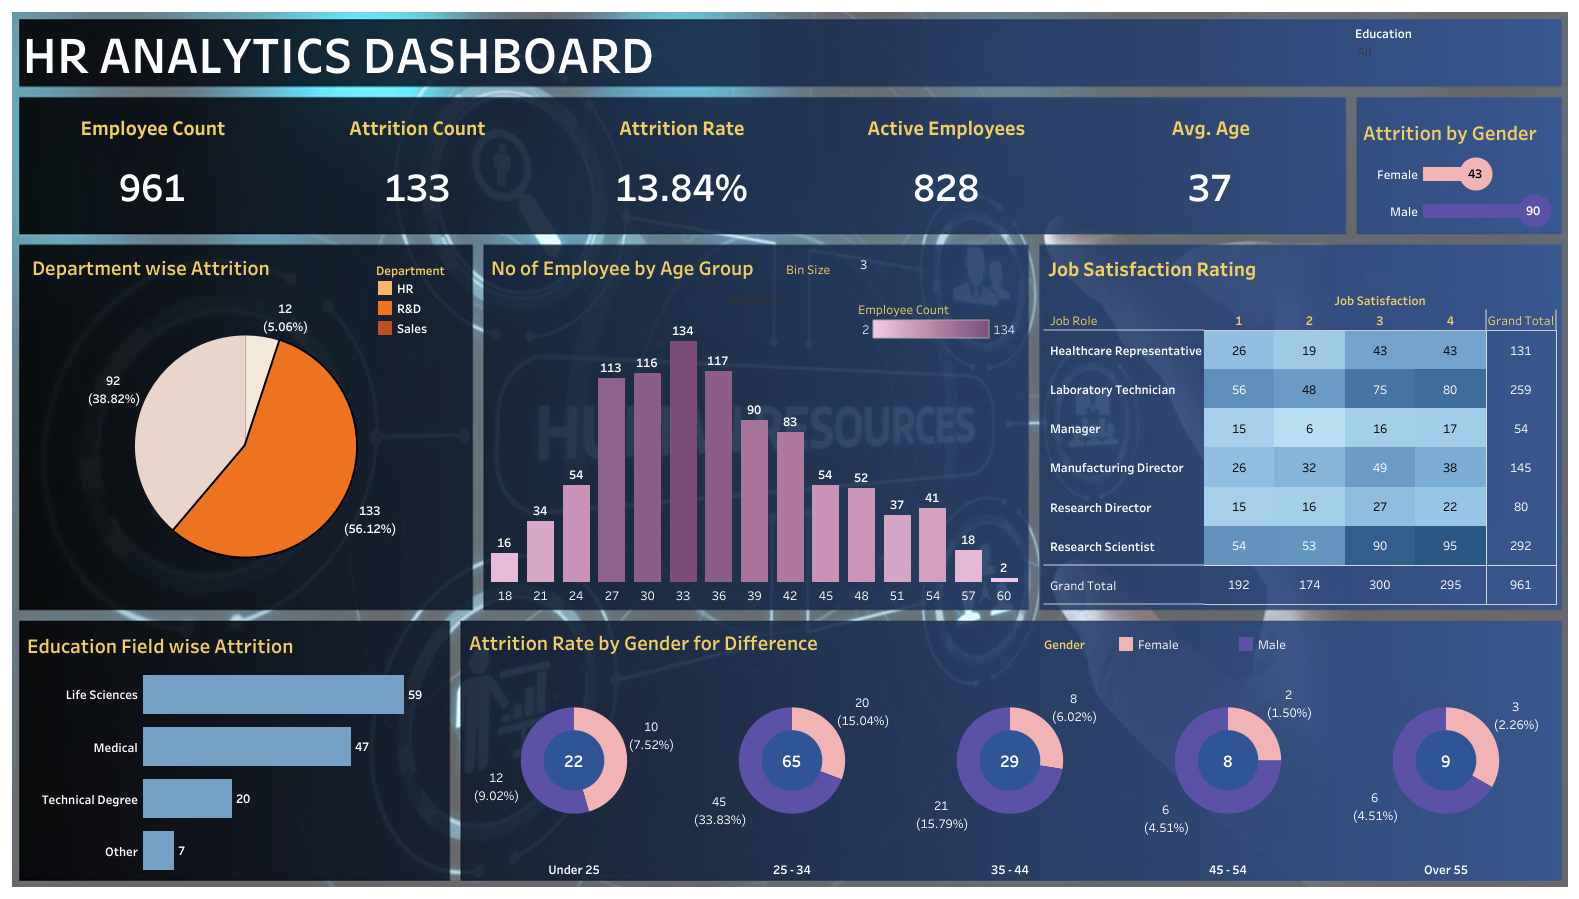 HR ANALYTICS DASHBOARD
Education
All
Employee Count
Attrition Count
Attrition Rate
Active Employees
Avg. Age
961
133
13.84%
828
37
Attrition by Gender
Female 43
Male 90
Department wise Attrition
Department
HR
R&D
Sales
12
(5.06%)
92
(38.82%)
133
(56.12%)
No of Employee by Age Group
Bin Size 3
Employee Count
2 134
16 34 54 113 116 134 117 90 83 54 52 37 41 18 2
18 21 24 27 30 33 36 39 42 45 48 51 54 57 60
HUMAN RESOURCES
Job Satisfaction Rating
Job Satisfaction
Job Role 1 2 3 4 Grand Total
Healthcare Representative 26 19 43 43 131
Laboratory Technician 56 48 75 80 259
Manager 15 6 16 17 54
Manufacturing Director 26 32 49 38 145
Research Director 15 16 27 22 80
Research Scientist 54 53 90 95 292
Grand Total 192 174 300 295 961
Education Field wise Attrition
Life Sciences 59
Medical 47
Technical Degree 20
Other 7
Attrition Rate by Gender for Difference
Gender Female Male
10
(7.52%)
22
12
(9.02%)
Under 25
20
(15.04%)
65
45
(33.83%)
25 - 34
8
(6.02%)
29
21
(15.79%)
35 - 44
2
(1.50%)
8
6
(4.51%)
45 - 54
3
(2.26%)
9
6
(4.51%)
Over 55